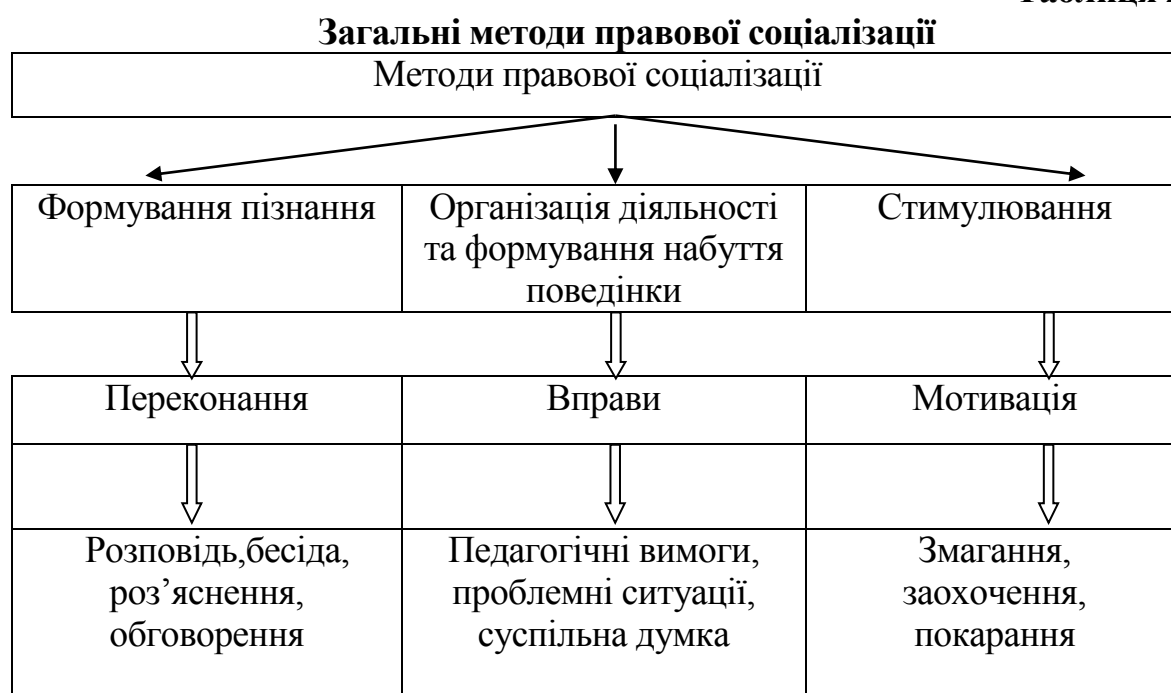 Загальні методи правової соціалізації
Методи правової соціалізації
Формування пізнання
Організація діяльності
та формування набуття
поведінки
Стимулювання
Переконання
Вправи
Мотивація
Розповідь,бесіда,
роз’яснення,
обговорення
Педагогічні вимоги,
проблемні ситуації,
суспільна думка
Змагання,
заохочення,
покарання